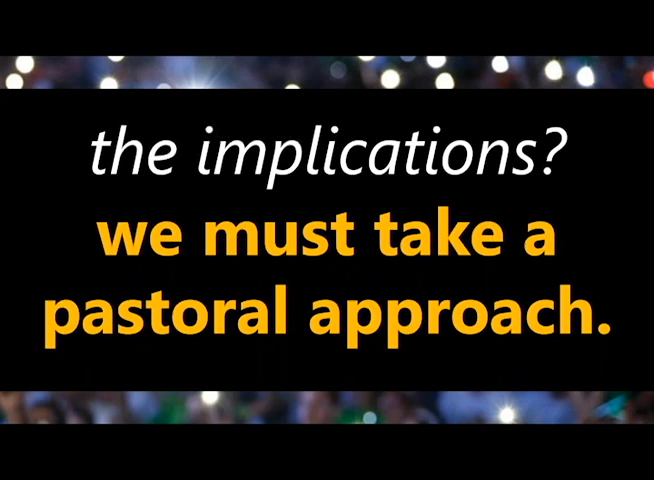 the implications?
we must take a
pastoral approach.